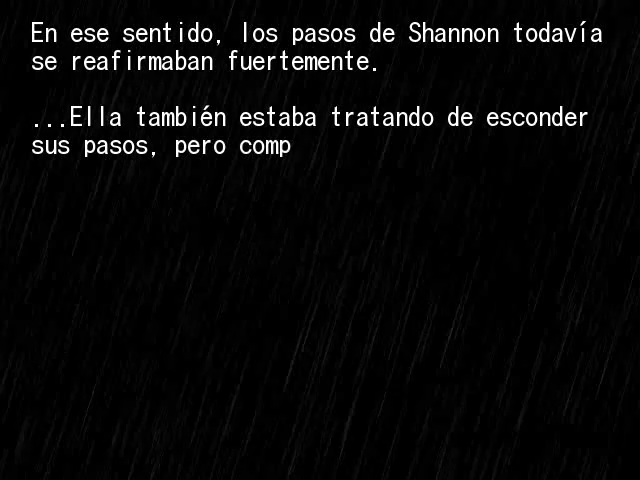 En ese sentido, los pasos de Shannon todavía
se reafirmaban fuertemente.
...Ella también estaba tratando de esconder
sus pasos, pero comp